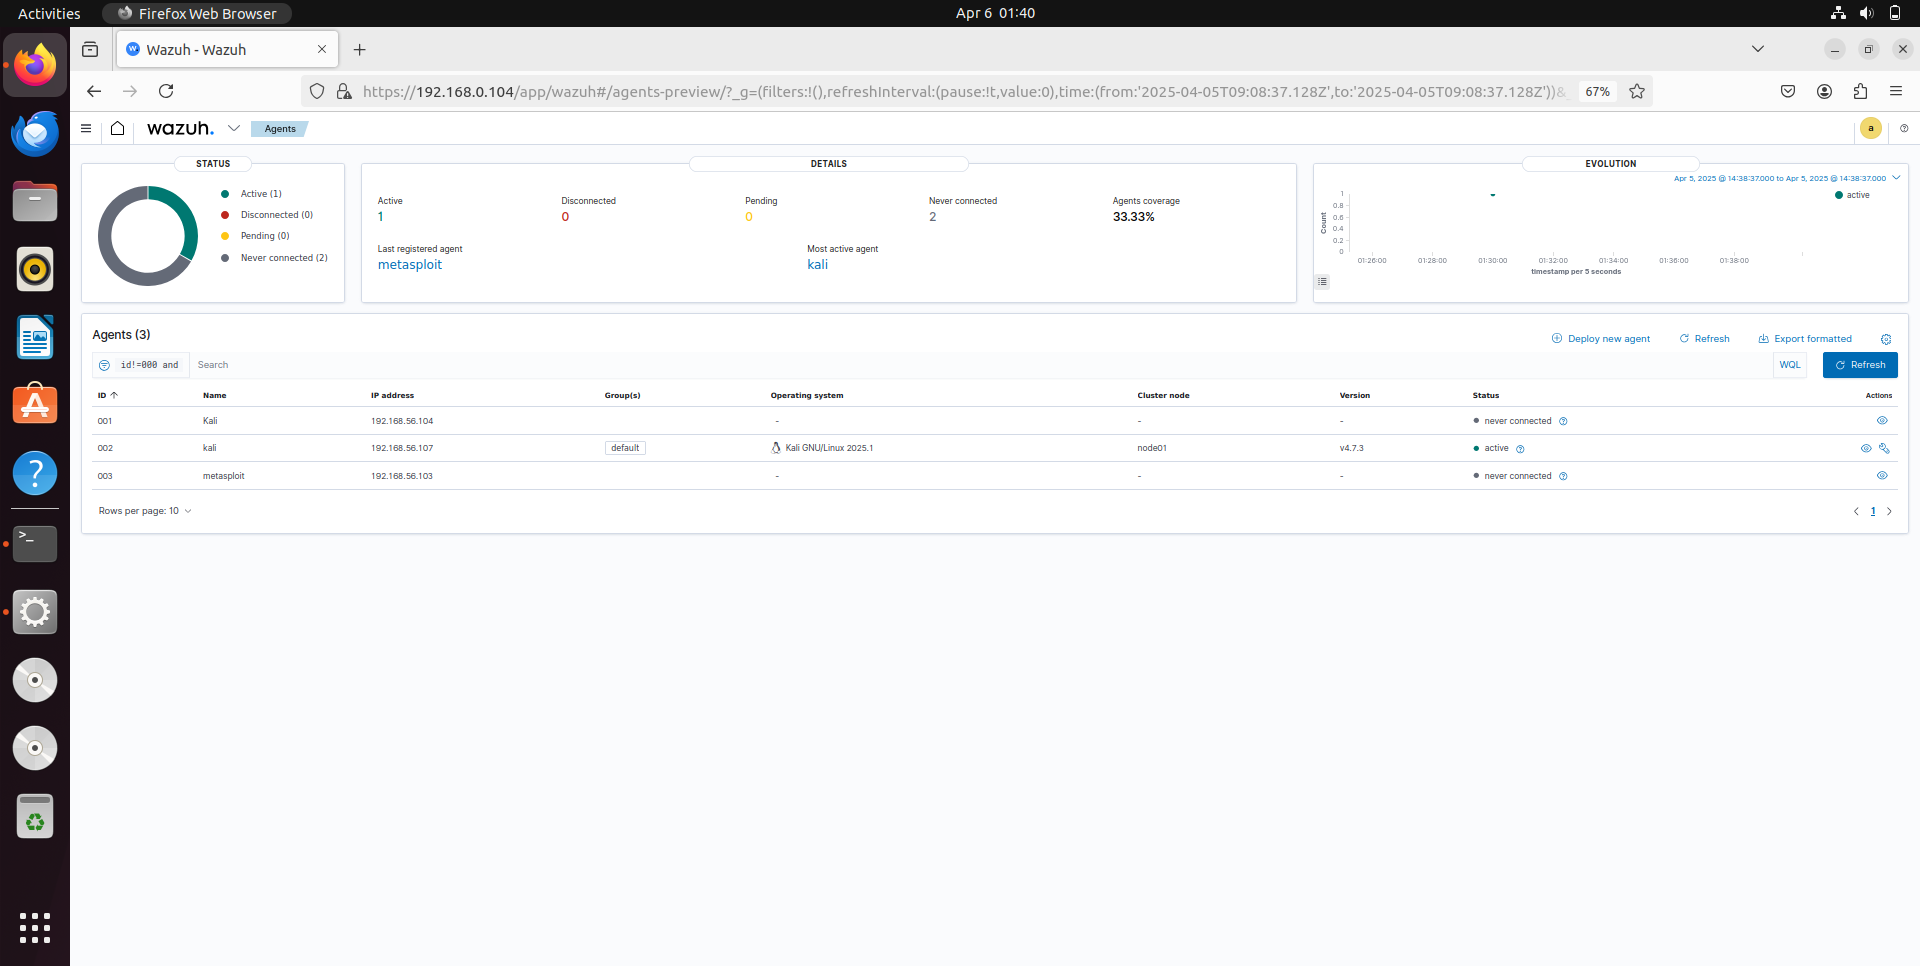 Activities Firefox Web Browser Apr 6 01:40
Wazuh - Wazuh
https://192.168.0.104/app/wazuh#/agents-preview/?_g=(filters:!(),refreshInterval:(pause:!t,value:0),time:(from:'2025-04-05T09:08:37.128Z',to:'2025-04-05T09:08:37.128Z'))& 67%
wazuh. Agents a
STATUS
Active (1)
Disconnected (0)
Pending (0)
Never connected (2)
DETAILS
Active Disconnected Pending Never connected Agents coverage
1 0 0 2 33.33%
Last registered agent Most active agent
metasploit kali
EVOLUTION
Apr 5, 2025 @ 14:38:37.000 to Apr 5, 2025 @ 14:38:37.000
active
Count
1
0.8
0.6
0.4
0.2
0
01:26:00 01:28:00 01:30:00 01:32:00 01:34:00 01:36:00 01:38:00
timestamp per 5 seconds
Agents (3)
Deploy new agent Refresh Export formatted
id!=000 and Search WQL Refresh
ID Name IP address Group(s) Operating system Cluster node Version Status Actions
001 Kali 192.168.56.104 - - - never connected
002 kali 192.168.56.107 default Kali GNU/Linux 2025.1 node01 v4.7.3 active
003 metasploit 192.168.56.103 - - - never connected
Rows per page: 10 1